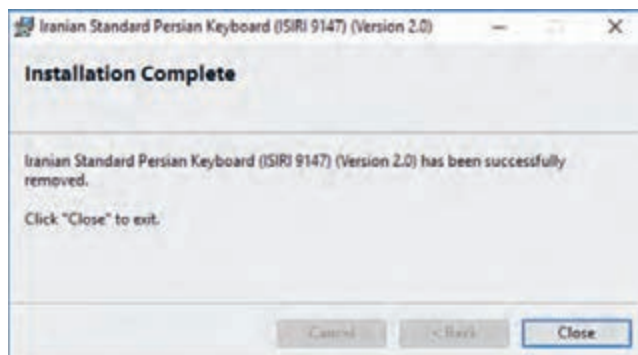 Iranian Standard Persian Keyboard (ISIRI 9147) (Version 2.0)
Installation Complete
Iranian Standard Persian Keyboard (ISIRI 9147) (Version 2.0) has been successfully
removed.
Click "Close" to exit.
Cancel < Back Close